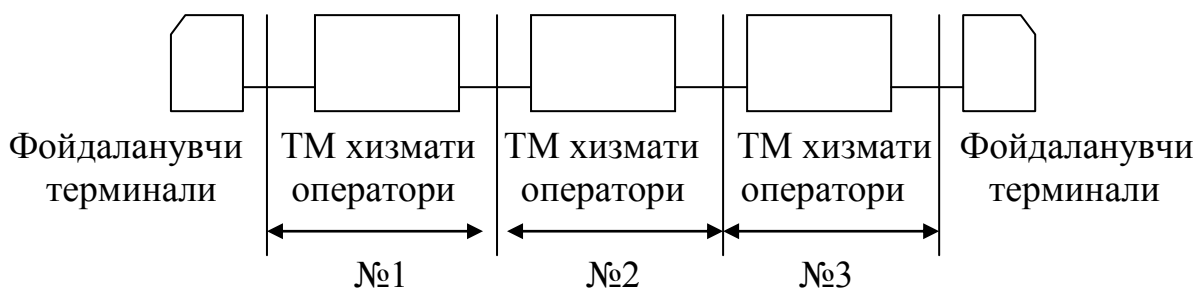 Фойдаланувчи ТМ хизмати ТМ хизмати ТМ хизмати Фойдаланувчи
терминали оператори оператори оператори терминали
№1 №2 №3